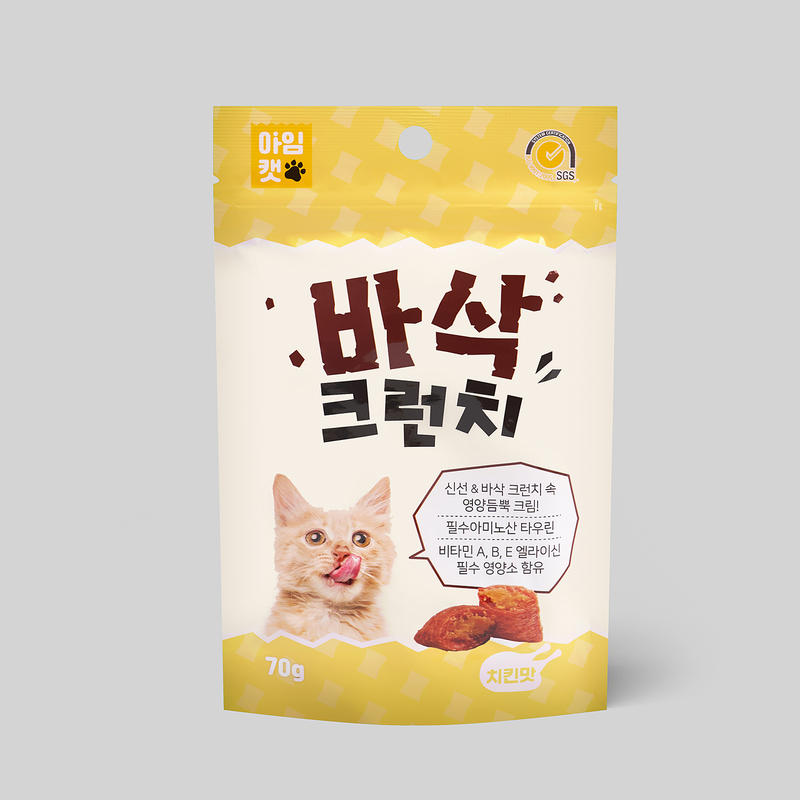 아임
캣
SYSTEM CERTIFICATION
SGS
바삭
크런치
신선 & 바삭 크런치 속
영양듬뿍 크림!
필수아미노산 타우린
비타민 A, B, E 엘라이신
필수 영양소 함유
70g
치킨맛